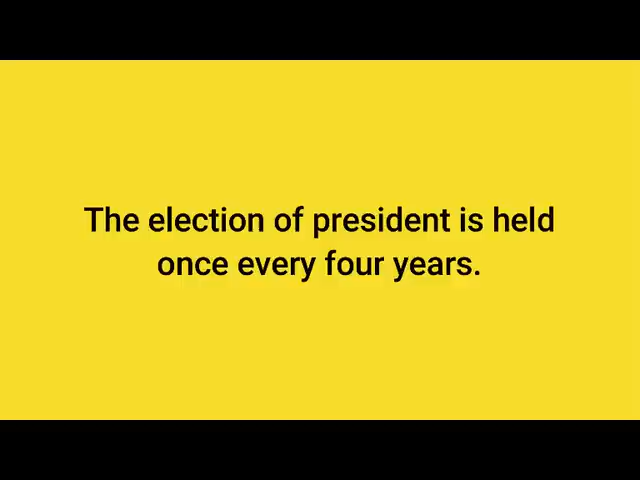 The election of president is held
once every four years.